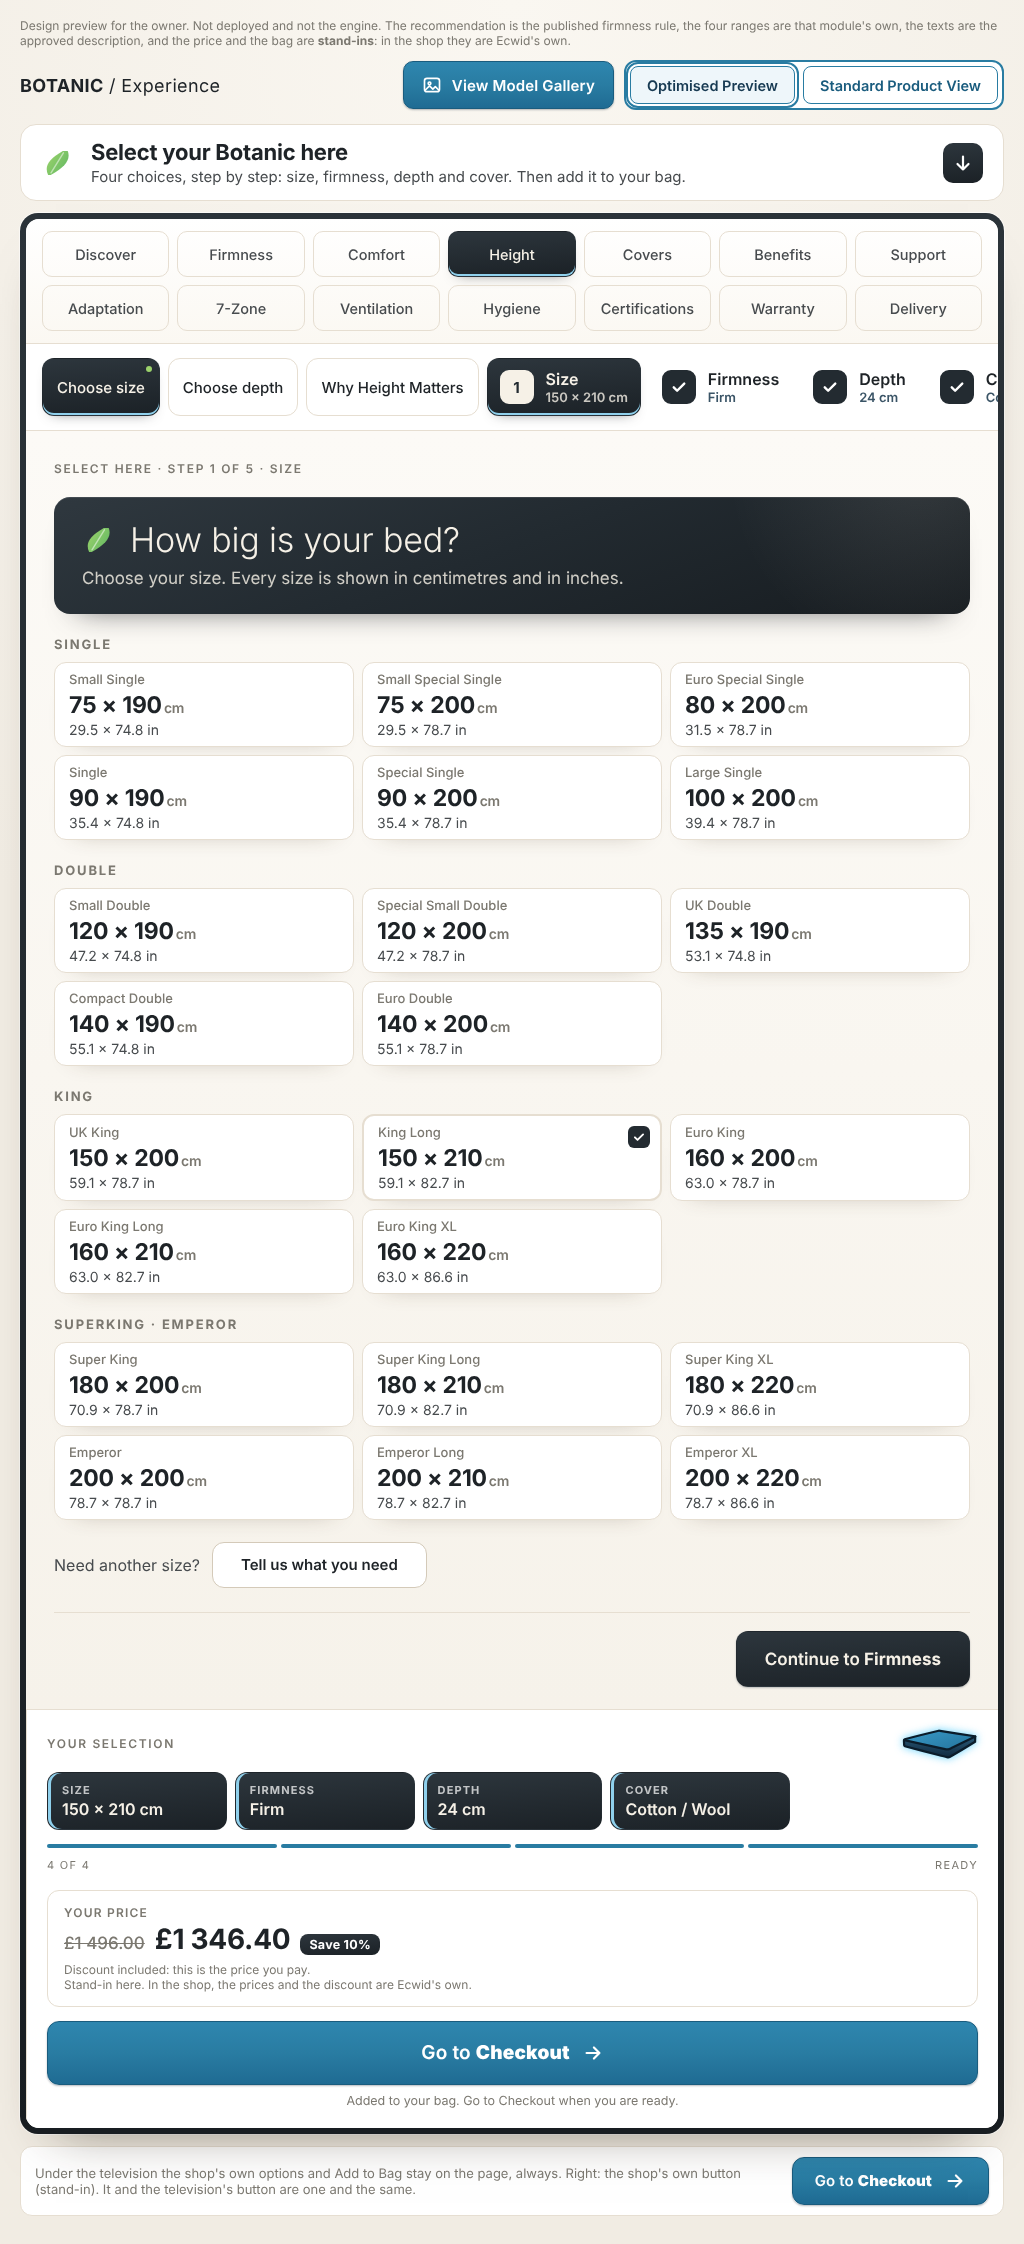 Design preview for the owner. Not deployed and not the engine. The recommendation is the published firmness rule, the four ranges are that module's own, the texts are the
approved description, and the price and the bag are stand-ins: in the shop they are Ecwid's own.
BOTANIC / Experience
View Model Gallery
Optimised Preview
Standard Product View
Select your Botanic here
Four choices, step by step: size, firmness, depth and cover. Then add it to your bag.
Discover
Firmness
Comfort
Height
Covers
Benefits
Support
Adaptation
7-Zone
Ventilation
Hygiene
Certifications
Warranty
Delivery
Choose size
Choose depth
Why Height Matters
1
Size
150 × 210 cm
Firmness
Firm
Depth
24 cm
SELECT HERE · STEP 1 OF 5 · SIZE
How big is your bed?
Choose your size. Every size is shown in centimetres and in inches.
SINGLE
Small Single
75 × 190 cm
29.5 × 74.8 in
Small Special Single
75 × 200 cm
29.5 × 78.7 in
Euro Special Single
80 × 200 cm
31.5 × 78.7 in
Single
90 × 190 cm
35.4 × 74.8 in
Special Single
90 × 200 cm
35.4 × 78.7 in
Large Single
100 × 200 cm
39.4 × 78.7 in
DOUBLE
Small Double
120 × 190 cm
47.2 × 74.8 in
Special Small Double
120 × 200 cm
47.2 × 78.7 in
UK Double
135 × 190 cm
53.1 × 74.8 in
Compact Double
140 × 190 cm
55.1 × 74.8 in
Euro Double
140 × 200 cm
55.1 × 78.7 in
KING
UK King
150 × 200 cm
59.1 × 78.7 in
King Long
150 × 210 cm
59.1 × 82.7 in
Euro King
160 × 200 cm
63.0 × 78.7 in
Euro King Long
160 × 210 cm
63.0 × 82.7 in
Euro King XL
160 × 220 cm
63.0 × 86.6 in
SUPERKING · EMPEROR
Super King
180 × 200 cm
70.9 × 78.7 in
Super King Long
180 × 210 cm
70.9 × 82.7 in
Super King XL
180 × 220 cm
70.9 × 86.6 in
Emperor
200 × 200 cm
78.7 × 78.7 in
Emperor Long
200 × 210 cm
78.7 × 82.7 in
Emperor XL
200 × 220 cm
78.7 × 86.6 in
Need another size?
Tell us what you need
Continue to Firmness
YOUR SELECTION
SIZE
150 × 210 cm
FIRMNESS
Firm
DEPTH
24 cm
COVER
Cotton / Wool
4 OF 4
READY
YOUR PRICE
£1 496.00 £1 346.40 Save 10%
Discount included: this is the price you pay.
Stand-in here. In the shop, the prices and the discount are Ecwid's own.
Go to Checkout →
Added to your bag. Go to Checkout when you are ready.
Under the television the shop's own options and Add to Bag stay on the page, always. Right: the shop's own button
(stand-in). It and the television's button are one and the same.
Go to Checkout →